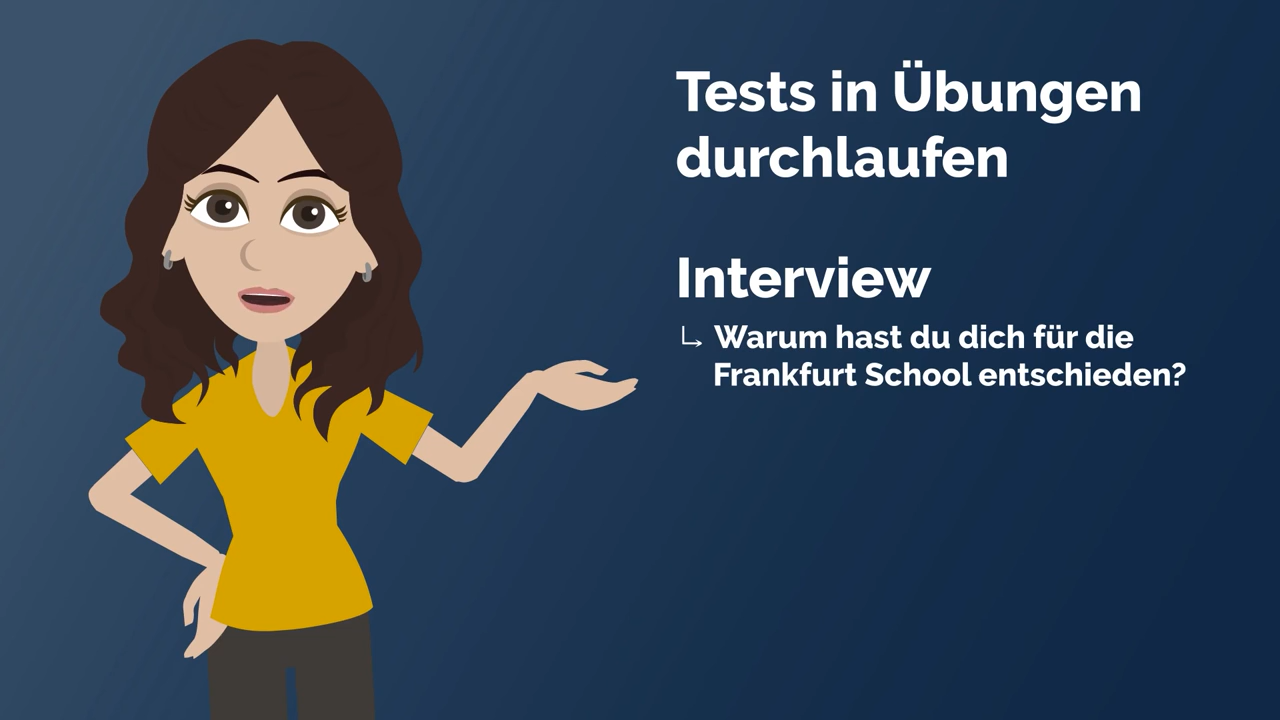 Tests in Übungen
durchlaufen
Interview
↳ Warum hast du dich für die
Frankfurt School entschieden?